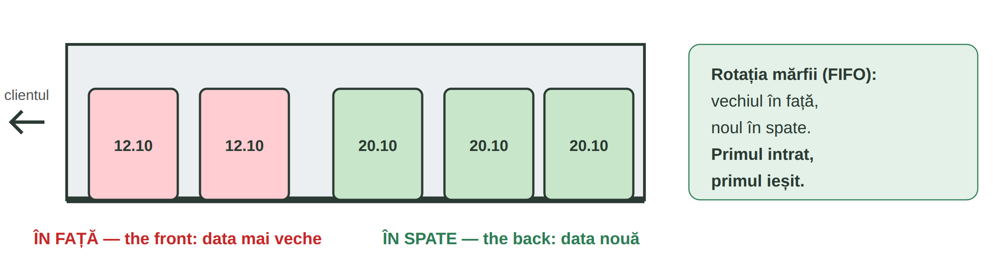 clientul
12.10
12.10
20.10
20.10
20.10
Rotația mărfii (FIFO):
vechiul în față,
noul în spate.
Primul intrat,
primul ieșit.
ÎN FAȚĂ — the front: data mai veche
ÎN SPATE — the back: data nouă